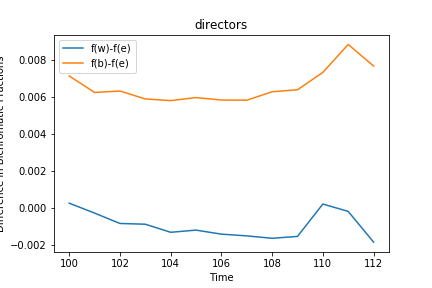 directors
f(w)-f(e)
f(b)-f(e)
Difference in Dichromatic Fractions
0.008
0.006
0.004
0.002
0.000
−0.002
100 102 104 106 108 110 112
Time